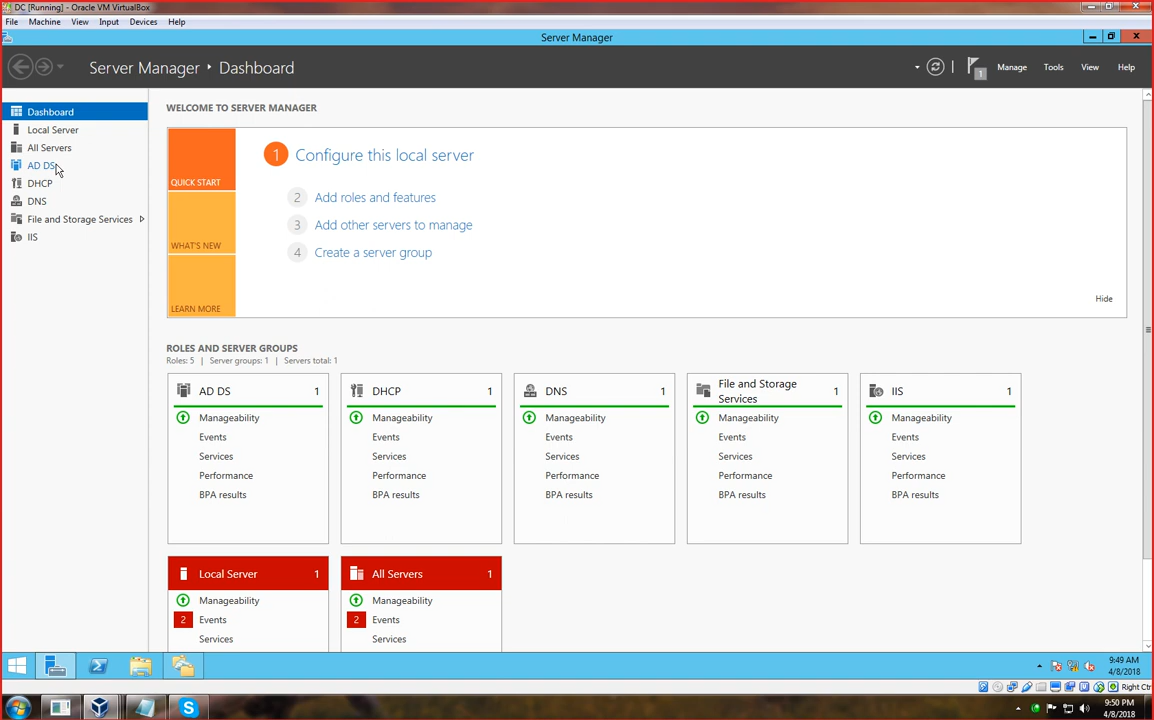 DC [Running] - Oracle VM VirtualBox
File Machine View Input Devices Help
Server Manager
Server Manager ‣ Dashboard
1
Manage Tools View Help
Dashboard
Local Server
All Servers
AD DS
DHCP
DNS
File and Storage Services
IIS
WELCOME TO SERVER MANAGER
QUICK START
WHAT'S NEW
LEARN MORE
1 Configure this local server
2 Add roles and features
3 Add other servers to manage
4 Create a server group
Hide
ROLES AND SERVER GROUPS
Roles: 5 | Server groups: 1 | Servers total: 1
AD DS 1
Manageability
Events
Services
Performance
BPA results
DHCP 1
Manageability
Events
Services
Performance
BPA results
DNS 1
Manageability
Events
Services
Performance
BPA results
File and Storage
Services 1
Manageability
Events
Services
Performance
BPA results
IIS 1
Manageability
Events
Services
Performance
BPA results
Local Server 1
Manageability
2 Events
Services
All Servers 1
Manageability
2 Events
Services
9:49 AM
4/8/2018
Right Ctr
9:50 PM
4/8/2018